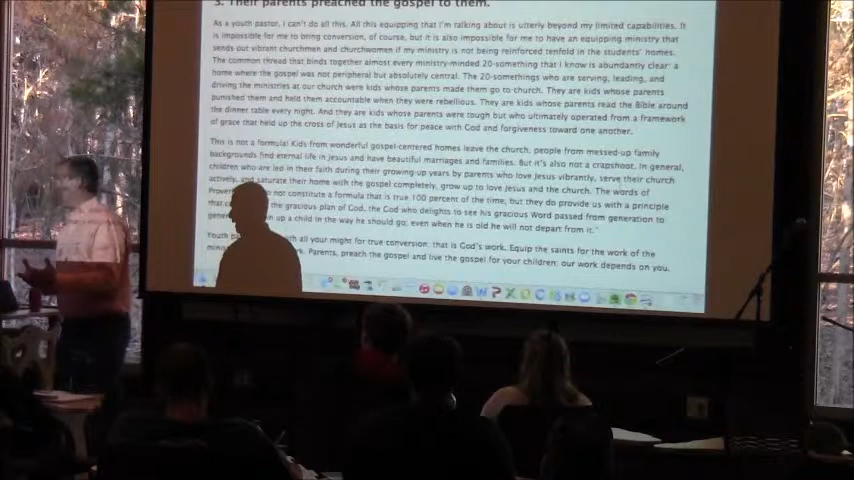 3. Their parents preached the gospel to them.
As a youth pastor, I can't do all this. All this equipping that I'm talking about is utterly beyond my limited capabilities. It
is impossible for me to bring conversion, of course, but it is also impossible for me to have an equipping ministry that
sends out vibrant churchmen and churchwomen if my ministry is not being reinforced tenfold in the students' homes.
The common thread that binds together almost every ministry-minded 20-something that I know is abundantly clear: a
home where the gospel was not peripheral but absolutely central. The 20-somethings who are serving, leading, and
driving the ministries at our church were kids whose parents made them go to church. They are kids whose parents
punished them and held them accountable when they were rebellious. They are kids whose parents read the Bible around
the dinner table every night. And they are kids whose parents were tough but who ultimately operated from a framework
of grace that held up the cross of Jesus as the basis for peace with God and forgiveness toward one another.
This is not a formula! Kids from wonderful gospel-centered homes leave the church; people from messed-up family
backgrounds find eternal life in Jesus and have beautiful marriages and families. But it's also not a crapshoot. In general,
children who are led in their faith during their growing-up years by parents who love Jesus vibrantly, serve their church
actively, and saturate their home with the gospel completely, grow up to love Jesus and the church. The words of
Prove not constitute a formula that is true 100 percent of the time, but they do provide us with a principle
that the gracious plan of God, the God who delights to see his gracious Word passed from generation to
gene in up a child in the way he should go; even when he is old he will not depart from it."
Youth p th all your might for true conversion; that is God's work. Equip the saints for the work of the
minis rk. Parents, preach the gospel and live the gospel for your children; our work depends on you.